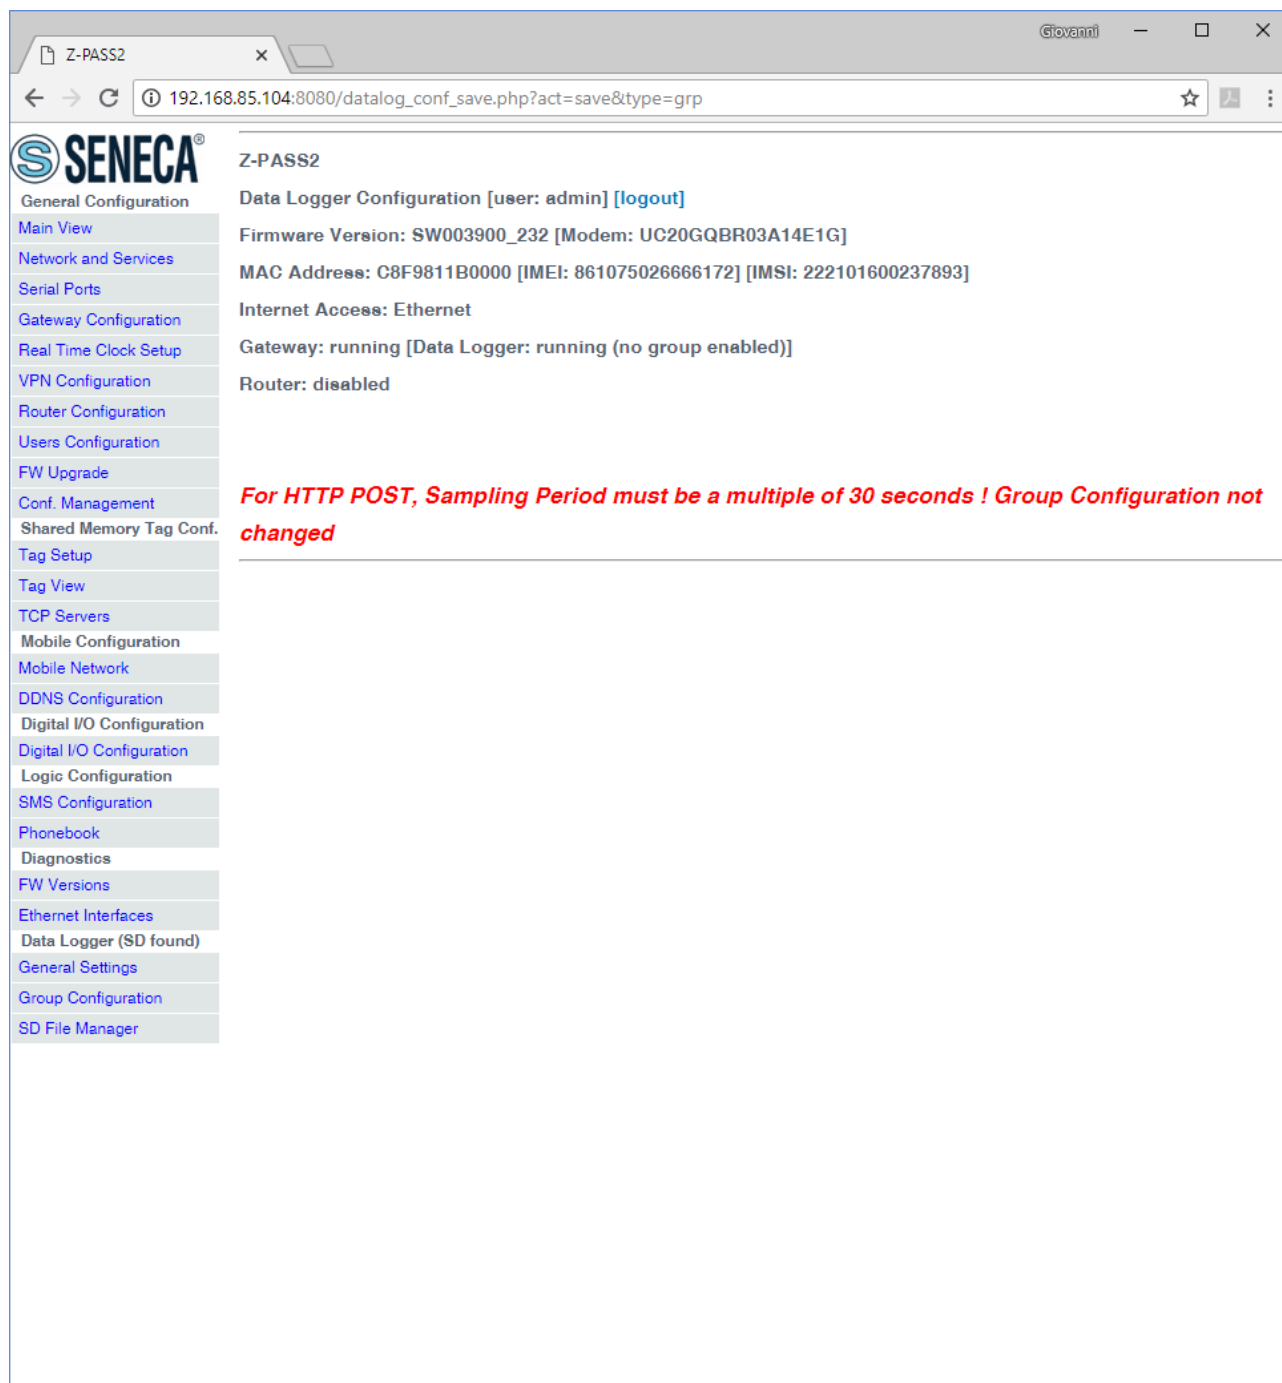 Giovanni
Z-PASS2
192.168.85.104:8080/datalog_conf_save.php?act=save&type=grp
SENECA®
General Configuration
Main View
Network and Services
Serial Ports
Gateway Configuration
Real Time Clock Setup
VPN Configuration
Router Configuration
Users Configuration
FW Upgrade
Conf. Management
Shared Memory Tag Conf.
Tag Setup
Tag View
TCP Servers
Mobile Configuration
Mobile Network
DDNS Configuration
Digital I/O Configuration
Digital I/O Configuration
Logic Configuration
SMS Configuration
Phonebook
Diagnostics
FW Versions
Ethernet Interfaces
Data Logger (SD found)
General Settings
Group Configuration
SD File Manager
Z-PASS2
Data Logger Configuration [user: admin] [logout]
Firmware Version: SW003900_232 [Modem: UC20GQBR03A14E1G]
MAC Address: C8F9811B0000 [IMEI: 861075026666172] [IMSI: 222101600237893]
Internet Access: Ethernet
Gateway: running [Data Logger: running (no group enabled)]
Router: disabled
For HTTP POST, Sampling Period must be a multiple of 30 seconds ! Group Configuration not
changed